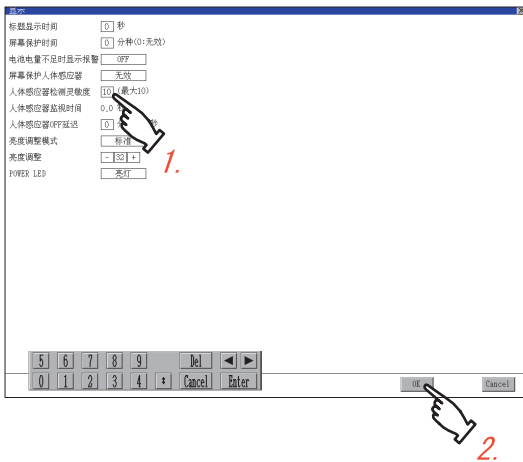 显示
标题显示时间 0 秒
屏幕保护时间 0 分种(0:无效)
电池电量不足时显示报警 OFF
屏幕保护人体感应器 无效
人体感应器检测灵敏度 10 (最大10)
人体感应器监视时间 0.0
人体感应器OFF延迟 0 秒
亮度调整模式 标准
亮度调整 - 32 +
POWER LED 亮灯
1.
5 6 7 8 9 Del ◄ ►
0 1 2 3 4 Cancel Enter
OK Cancel
2.